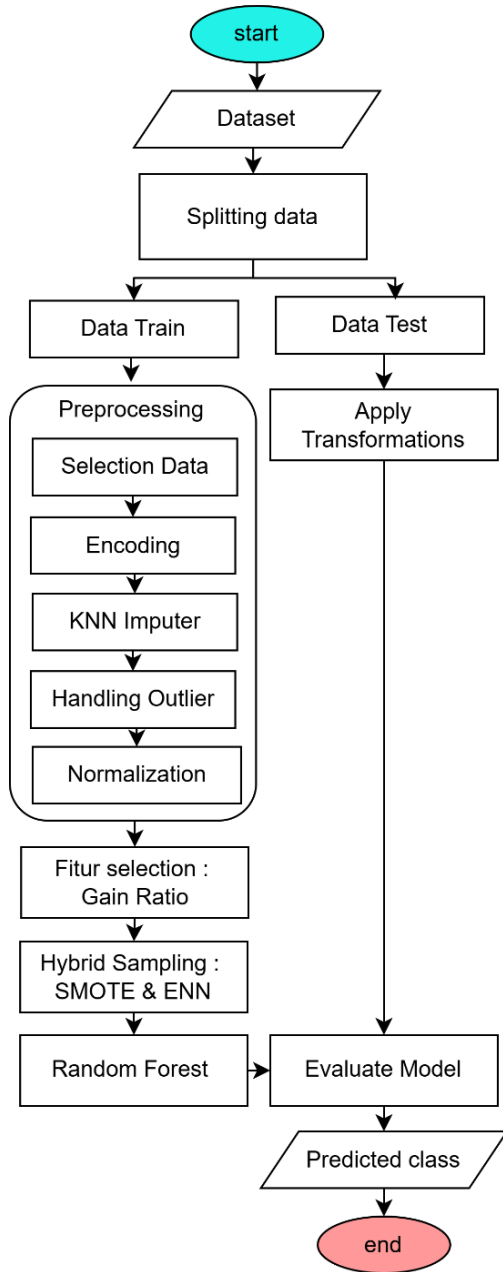 start
Dataset
Splitting data
Data Train
Data Test
Preprocessing
Selection Data
Encoding
KNN Imputer
Handling Outlier
Normalization
Apply
Transformations
Fitur selection :
Gain Ratio
Hybrid Sampling :
SMOTE & ENN
Random Forest
Evaluate Model
Predicted class
end